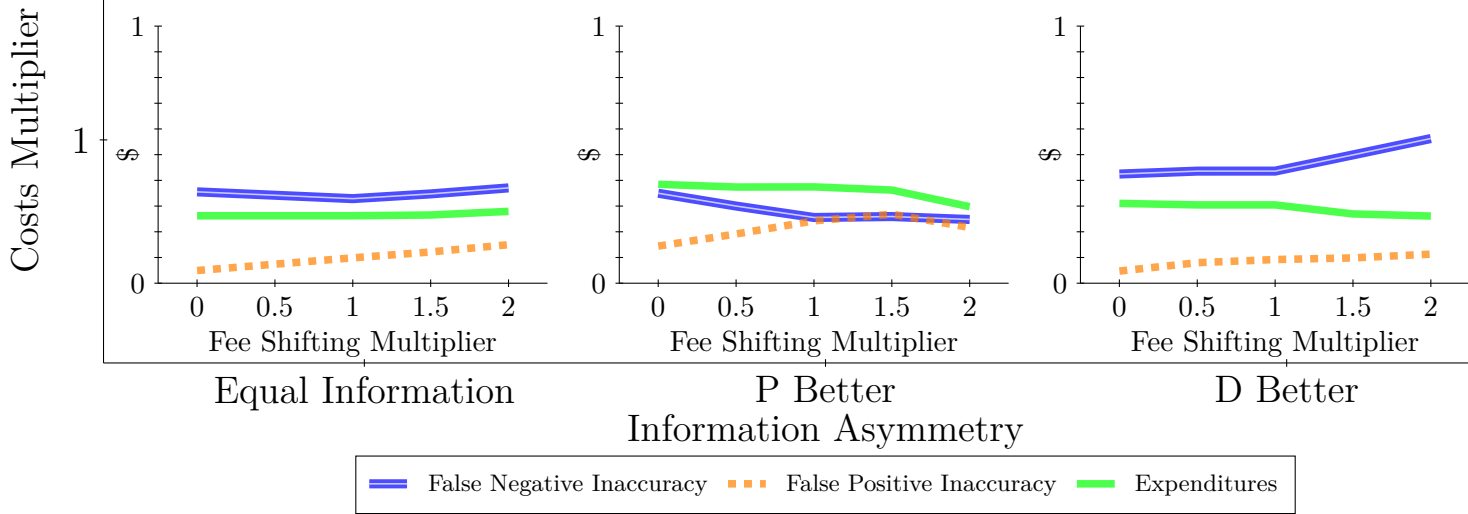 Costs Multiplier
1
1
$
0
0 0.5 1 1.5 2
Fee Shifting Multiplier
1
$
0
0 0.5 1 1.5 2
Fee Shifting Multiplier
1
$
0
0 0.5 1 1.5 2
Fee Shifting Multiplier
Equal Information
P Better
D Better
Information Asymmetry
False Negative Inaccuracy False Positive Inaccuracy Expenditures